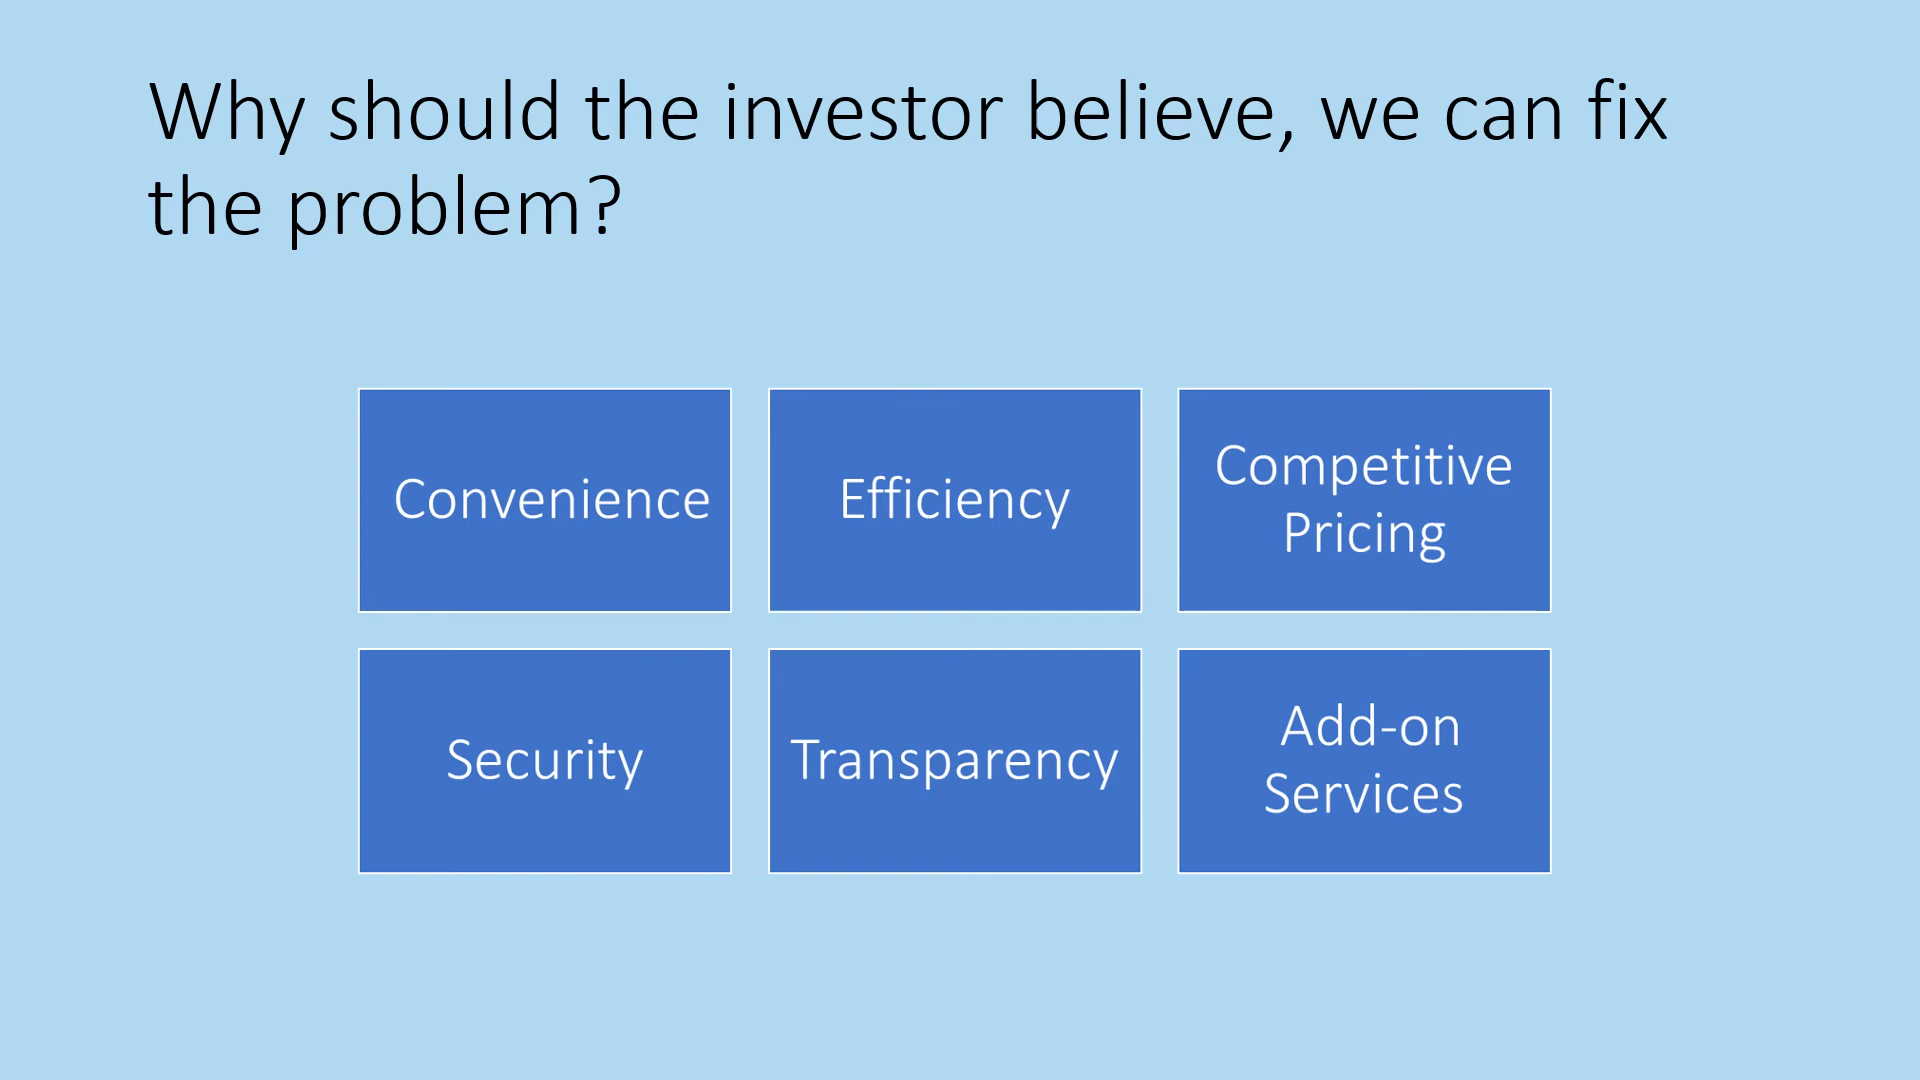 Why should the investor believe, we can fix
the problem?
Convenience
Efficiency
Competitive
Pricing
Security
Transparency
Add-on
Services